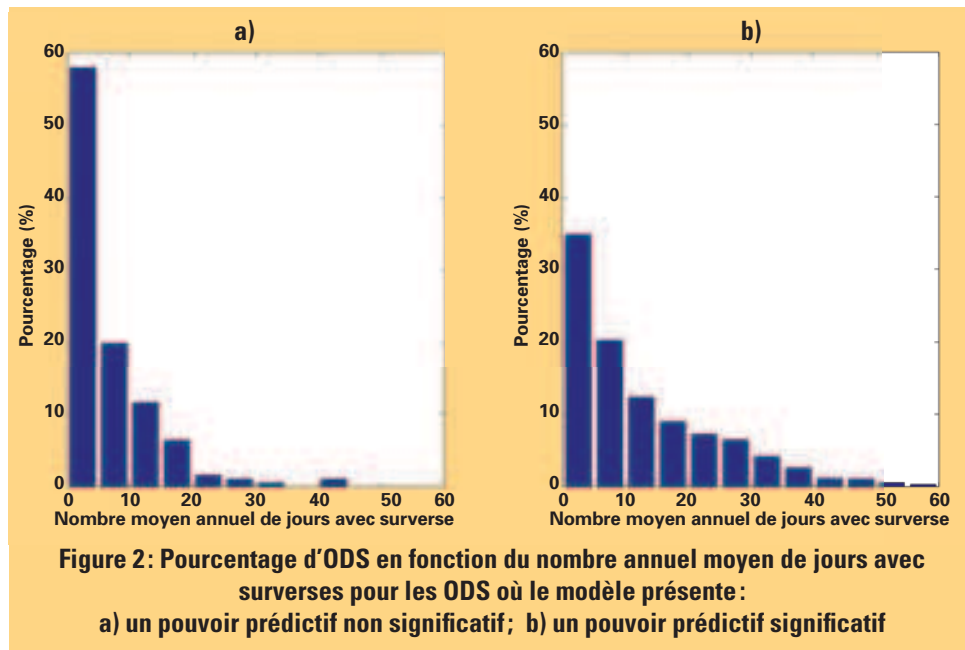 a)
60
50
40
30
20
10
0
Pourcentage (%)
0 10 20 30 40 50 60
Nombre moyen annuel de jours avec surverse
b)
60
50
40
30
20
10
0
Pourcentage (%)
0 10 20 30 40 50 60
Nombre moyen annuel de jours avec surverse
Figure 2: Pourcentage d'ODS en fonction du nombre annuel moyen de jours avec
surverses pour les ODS où le modèle présente :
a) un pouvoir prédictif non significatif ; b) un pouvoir prédictif significatif